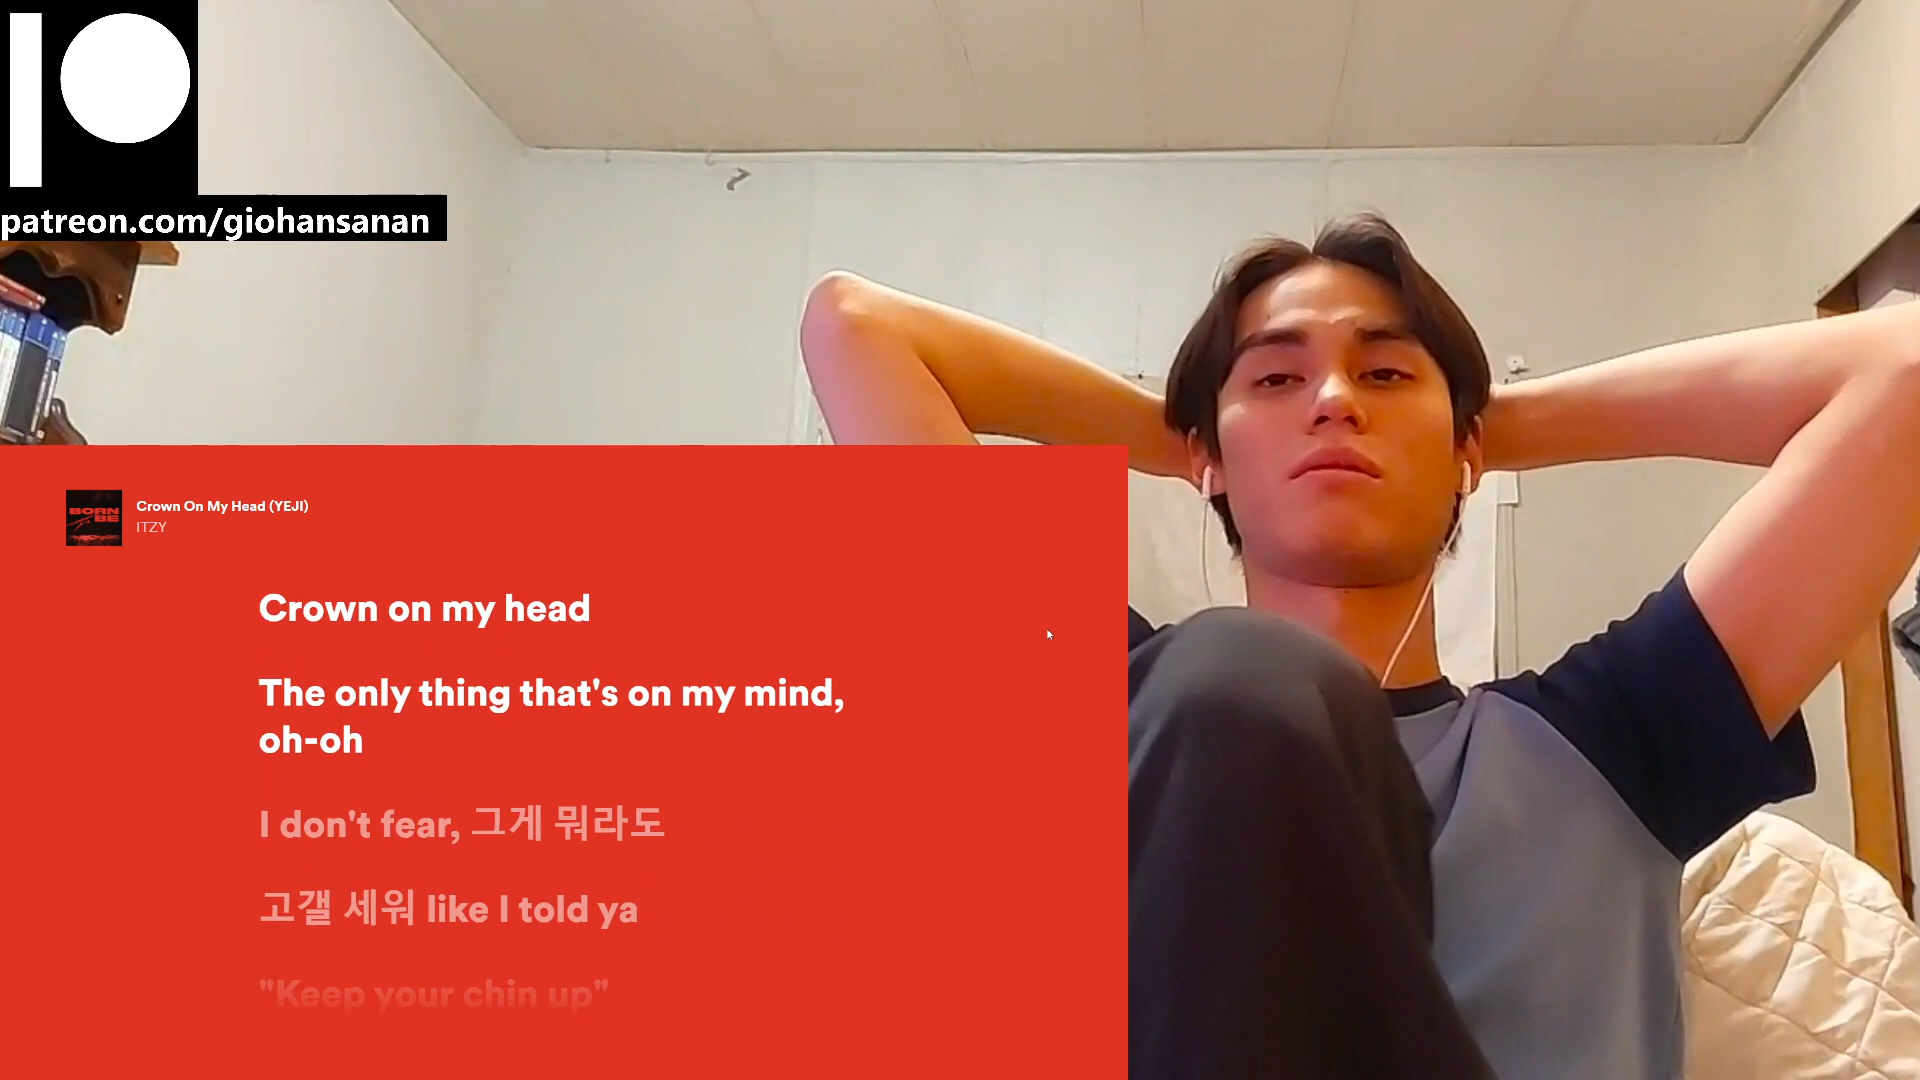 patreon.com/giohansanan
BORN
BE
Crown On My Head (YEJI)
ITZY
Crown on my head
The only thing that's on my mind,
oh-oh
I don't fear, 그게 뭐라도
고갤 세워 like I told ya
"Keep your chin up"